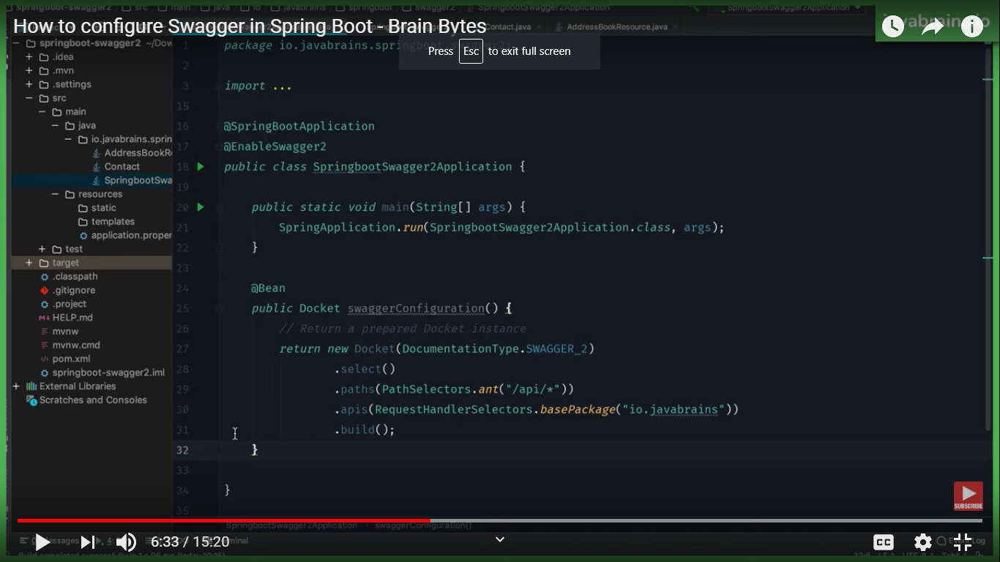 How to configure Swagger in Spring Boot - Brain Bytes
Contact.java
AddressBookResource.java
Press Esc to exit full screen
springboot-swagger2 ~/Dow
.idea
.mvn
.settings
src
main
java
io.javabrains.sprin
AddressBookR
Contact
SpringbootSwa
resources
static
templates
application.proper
test
target
.classpath
.gitignore
.project
HELP.md
mvnw
mvnw.cmd
pom.xml
springboot-swagger2.iml
External Libraries
Scratches and Consoles
1 package io.javabrains.spring
2
3 import ...
15
16 @SpringBootApplication
17 @EnableSwagger2
18 public class SpringbootSwagger2Application {
19
20 public static void main(String[] args) {
21 SpringApplication.run(SpringbootSwagger2Application.class, args);
22 }
23
24 @Bean
25 public Docket swaggerConfiguration() {
26 // Return a prepared Docket instance
27 return new Docket(DocumentationType.SWAGGER_2)
28 .select()
29 .paths(PathSelectors.ant("/api/*"))
30 .apis(RequestHandlerSelectors.basePackage("io.javabrains"))
31 .build();
32 }
33
34 }
35
SUBSCRIBE
SpringbootSwagger2Application > swaggerConfiguration()
6:33 / 15:20
CC